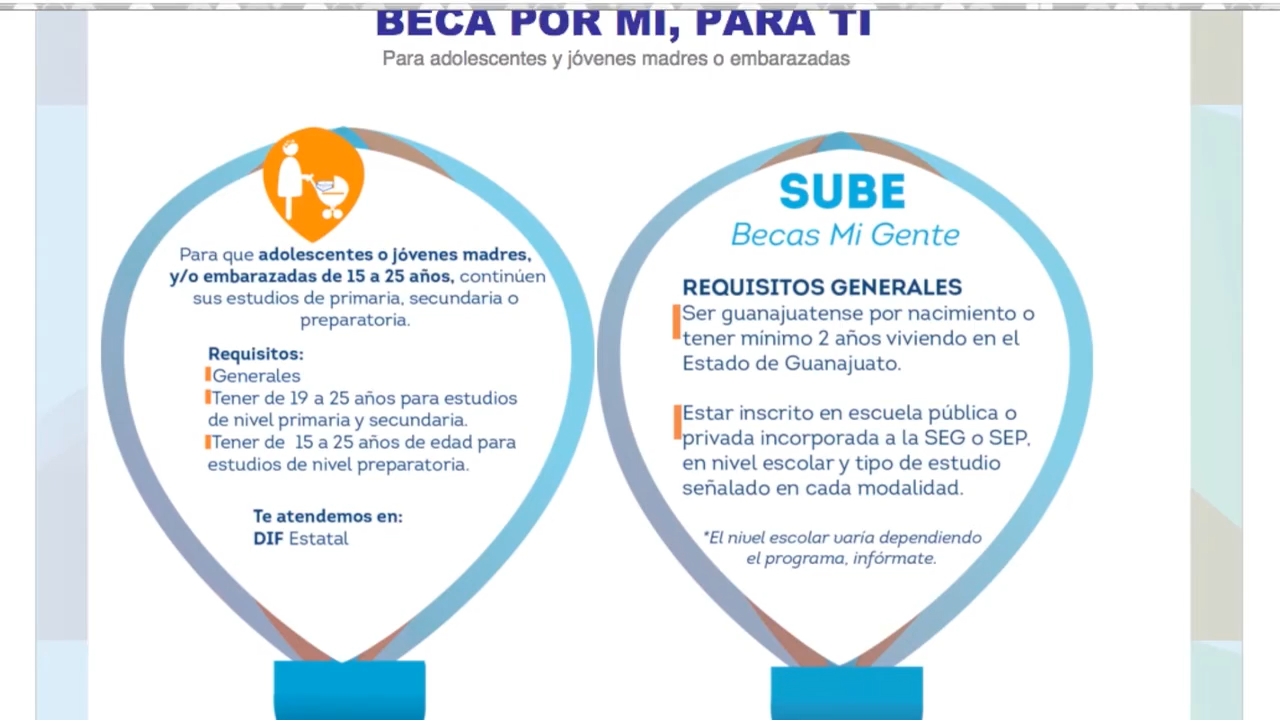 BECA POR MI, PARA TI
Para adolescentes y jóvenes madres o embarazadas
Para que adolescentes o jóvenes madres,
y/o embarazadas de 15 a 25 años, continúen
sus estudios de primaria, secundaria o
preparatoria.
Requisitos:
Generales
Tener de 19 a 25 años para estudios
de nivel primaria y secundaria.
Tener de 15 a 25 años de edad para
estudios de nivel preparatoria.
Te atendemos en:
DIF Estatal
SUBE
Becas Mi Gente
REQUISITOS GENERALES
Ser guanajuatense por nacimiento o
tener mínimo 2 años viviendo en el
Estado de Guanajuato.
Estar inscrito en escuela pública o
privada incorporada a la SEG o SEP,
en nivel escolar y tipo de estudio
señalado en cada modalidad.
*El nivel escolar varía dependiendo
el programa, infórmate.